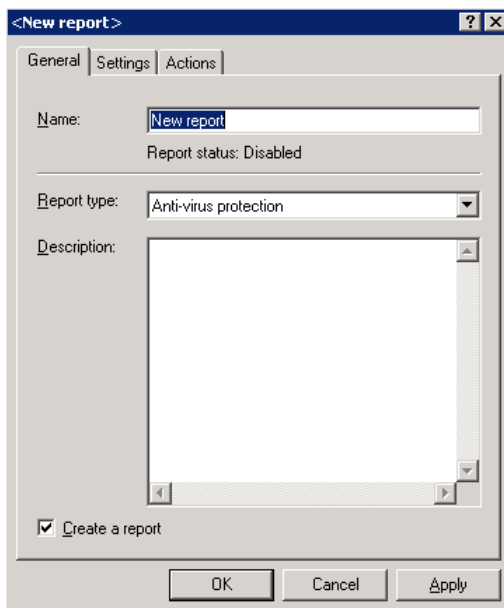 <New report>
General Settings Actions
Name: New report
Report status: Disabled
Report type: Anti-virus protection
Description:
Create a report
OK Cancel Apply